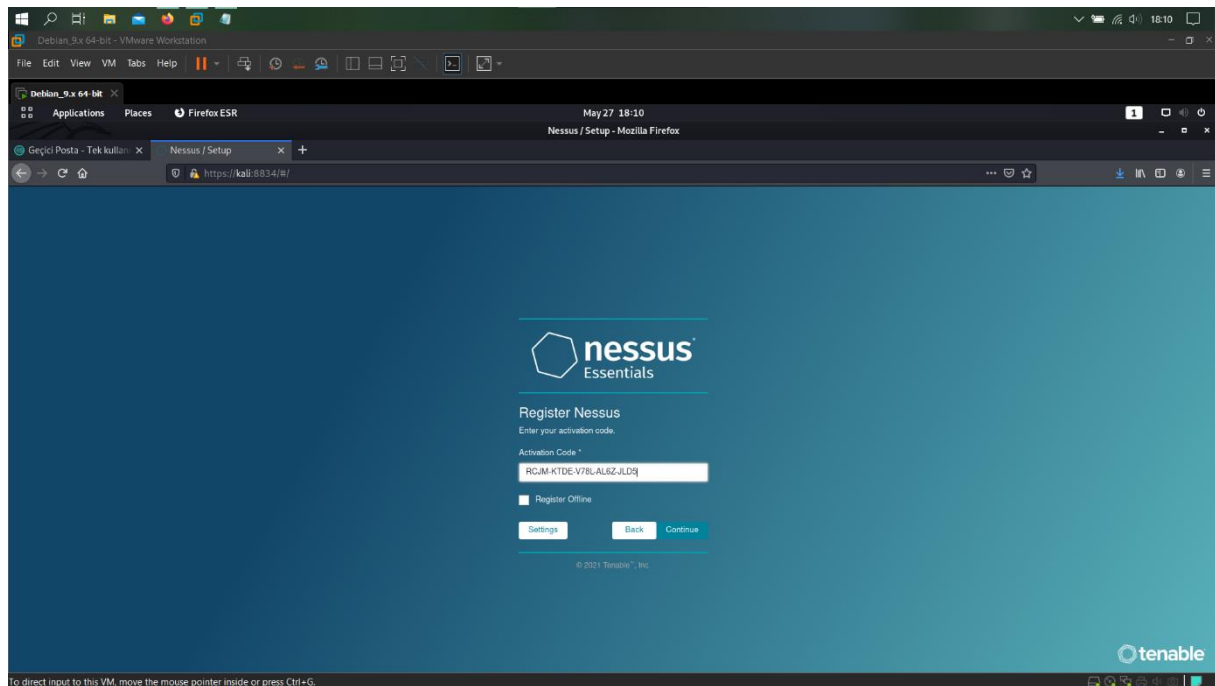 18:10
Debian_9.x 64-bit - VMware Workstation
File Edit View VM Tabs Help
Debian_9.x 64-bit
Applications Places Firefox ESR May 27 18:10 1
Nessus / Setup - Mozilla Firefox
Geçici Posta - Tek kullan Nessus / Setup
https://kali:8834/#/
nessus
Essentials
Register Nessus
Enter your activation code.
Activation Code *
RCJM-KTDE-V78L-AL6Z-JLD5
Register Offline
Settings Back Continue
© 2021 Tenable™, Inc.
tenable
To direct input to this VM, move the mouse pointer inside or press Ctrl+G.